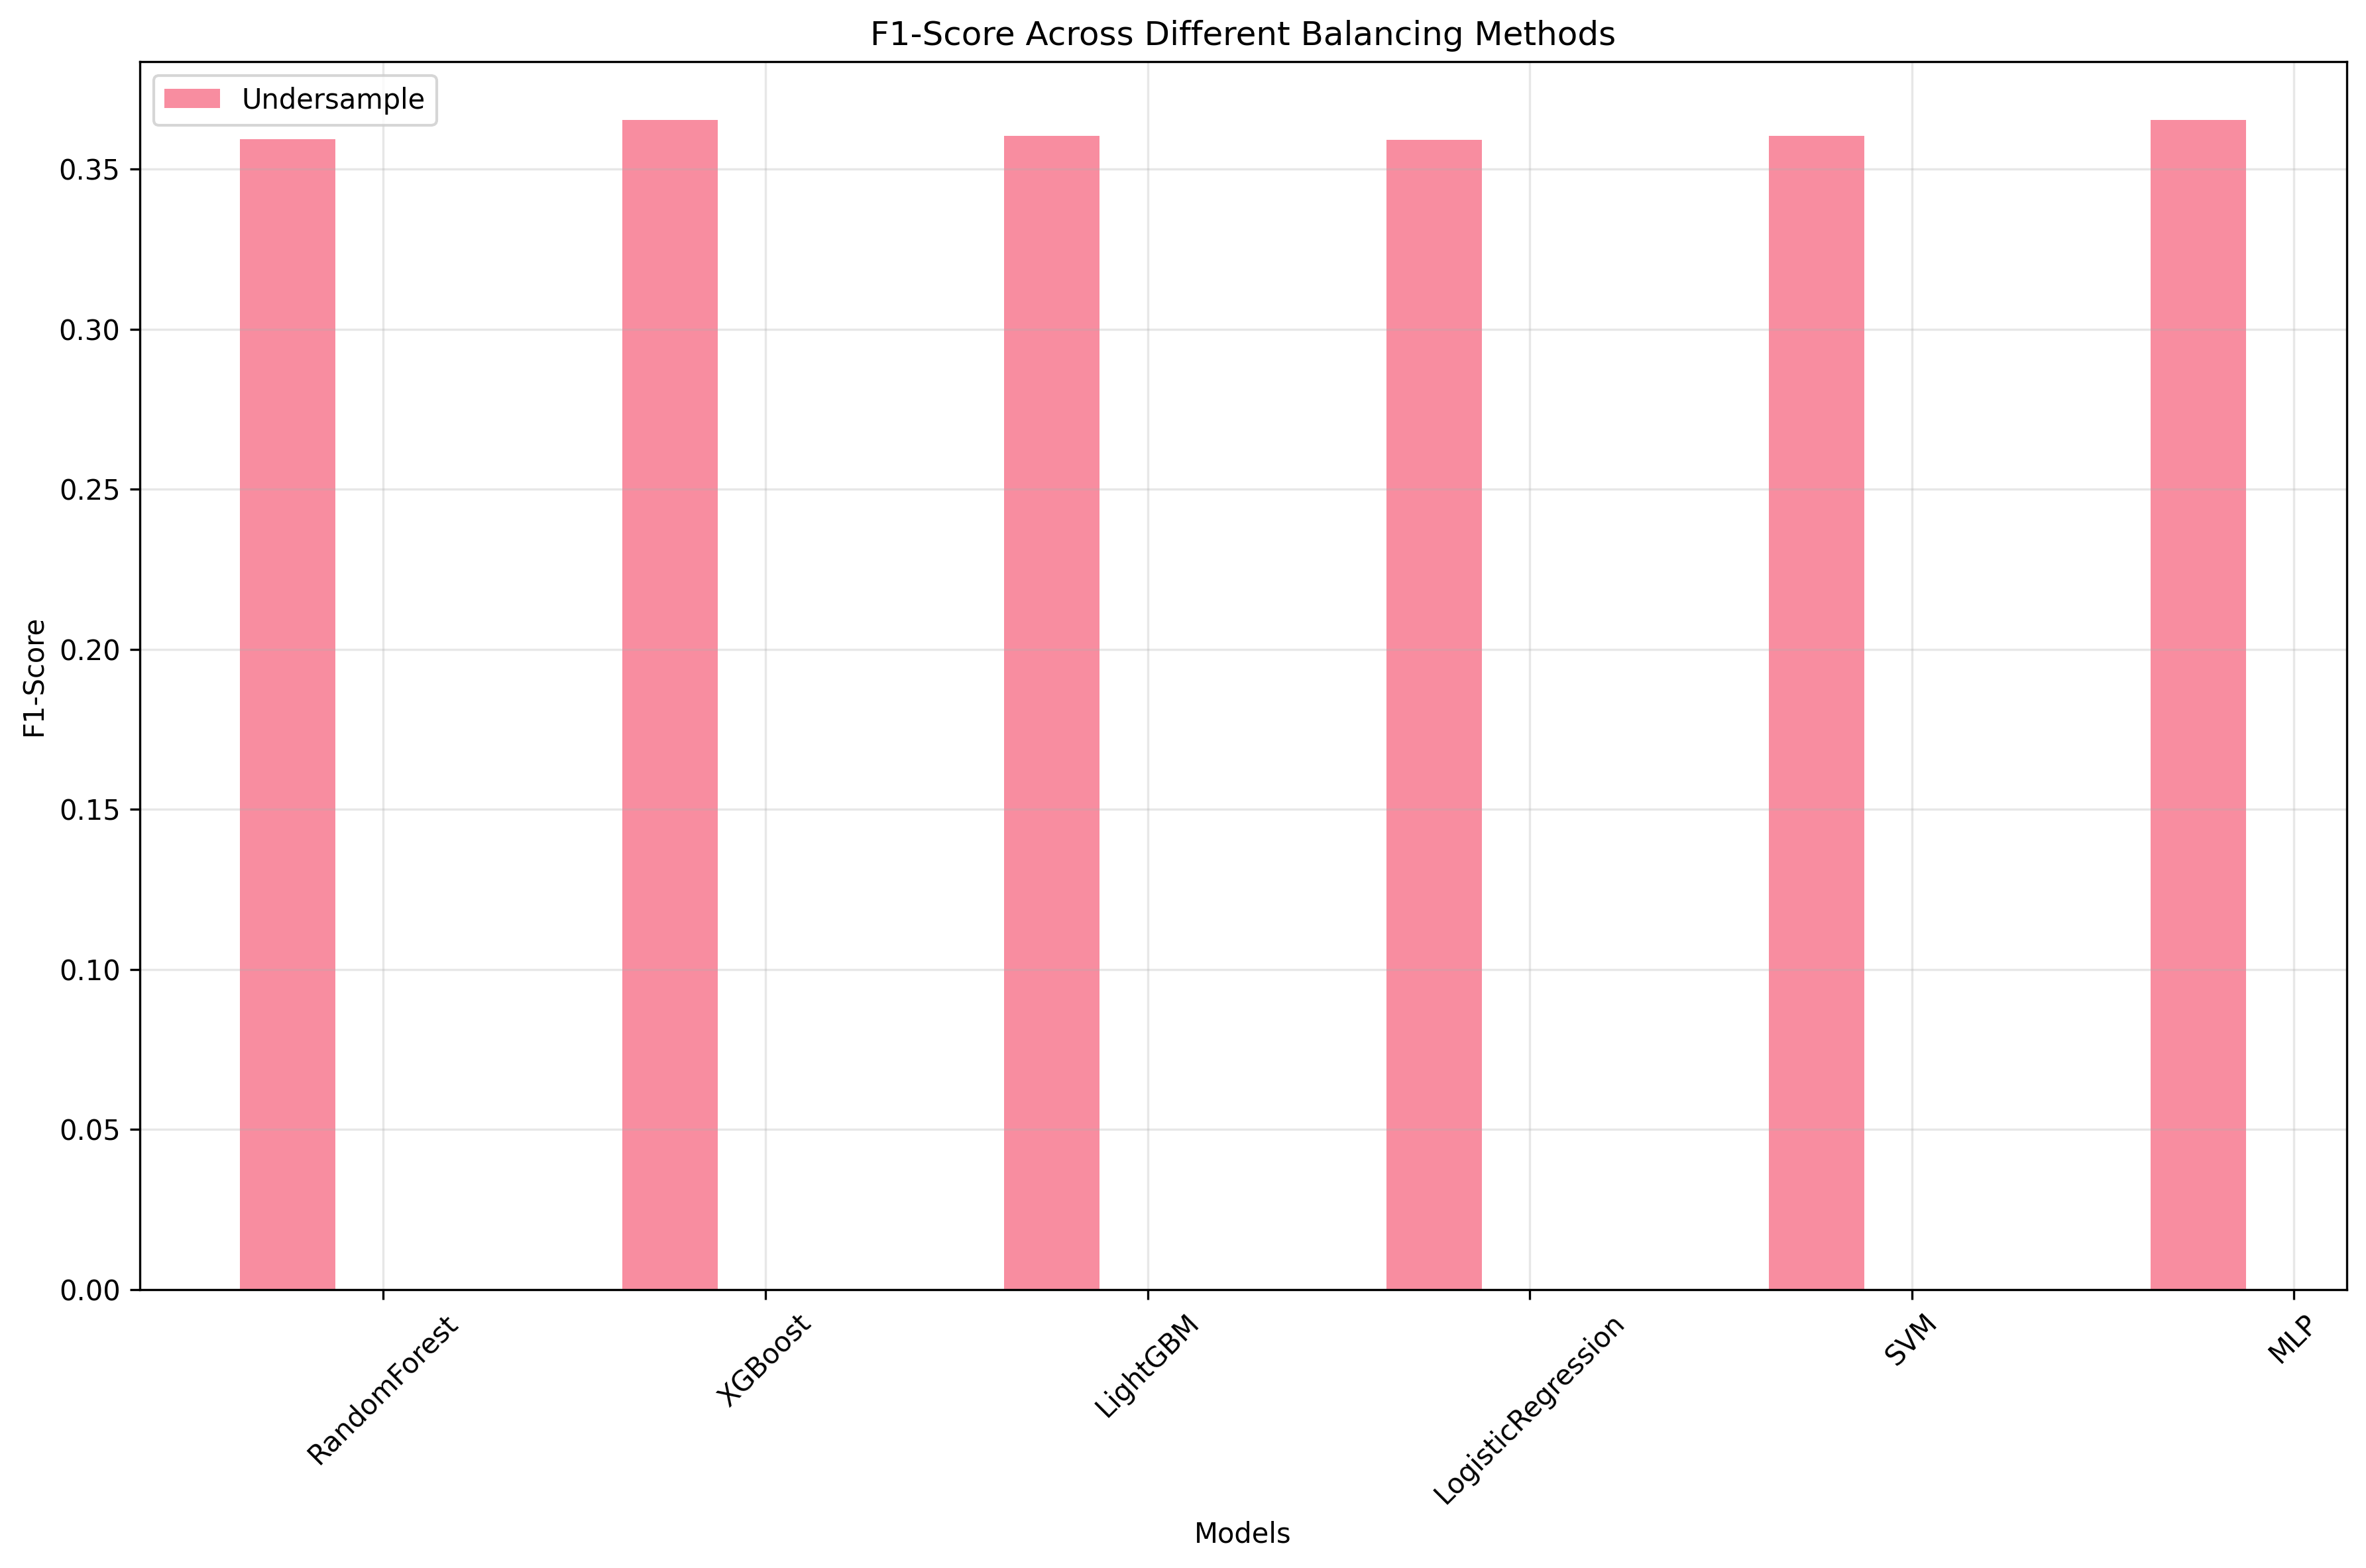 F1-Score Across Different Balancing Methods
Undersample
F1-Score
0.35
0.30
0.25
0.20
0.15
0.10
0.05
0.00
RandomForest
XGBoost
LightGBM
LogisticRegression
SVM
MLP
Models